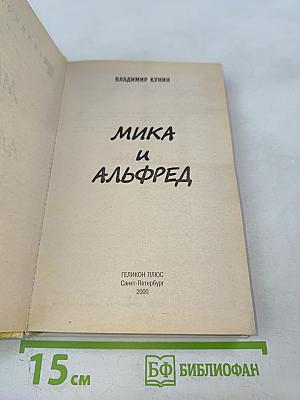 ВЛАДИМИР КУНИН
МИКА
и
АЛЬФРЕД
ГЕЛИКОН ПЛЮС
Санкт-Петербург
2000
15 см
БФ БИБЛИОФАН